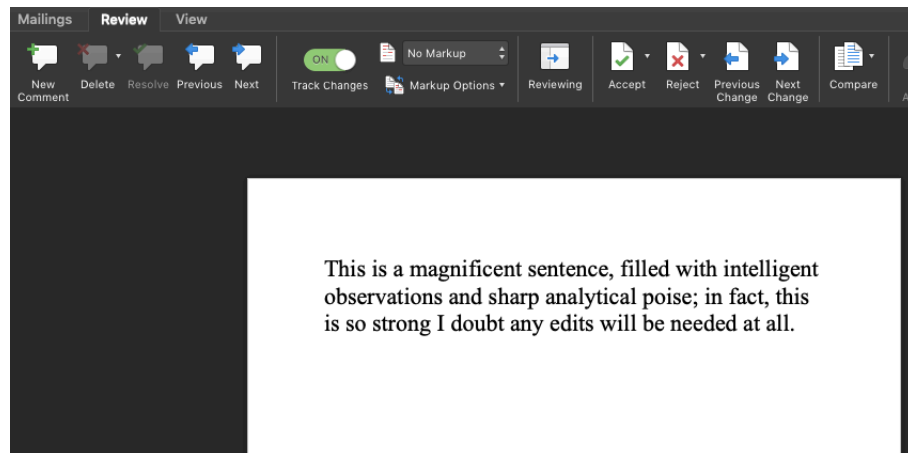 Mailings Review View
ON No Markup
New Comment Delete Resolve Previous Next Track Changes Markup Options Reviewing Accept Reject Previous Change Next Change Compare
This is a magnificent sentence, filled with intelligent
observations and sharp analytical poise; in fact, this
is so strong I doubt any edits will be needed at all.